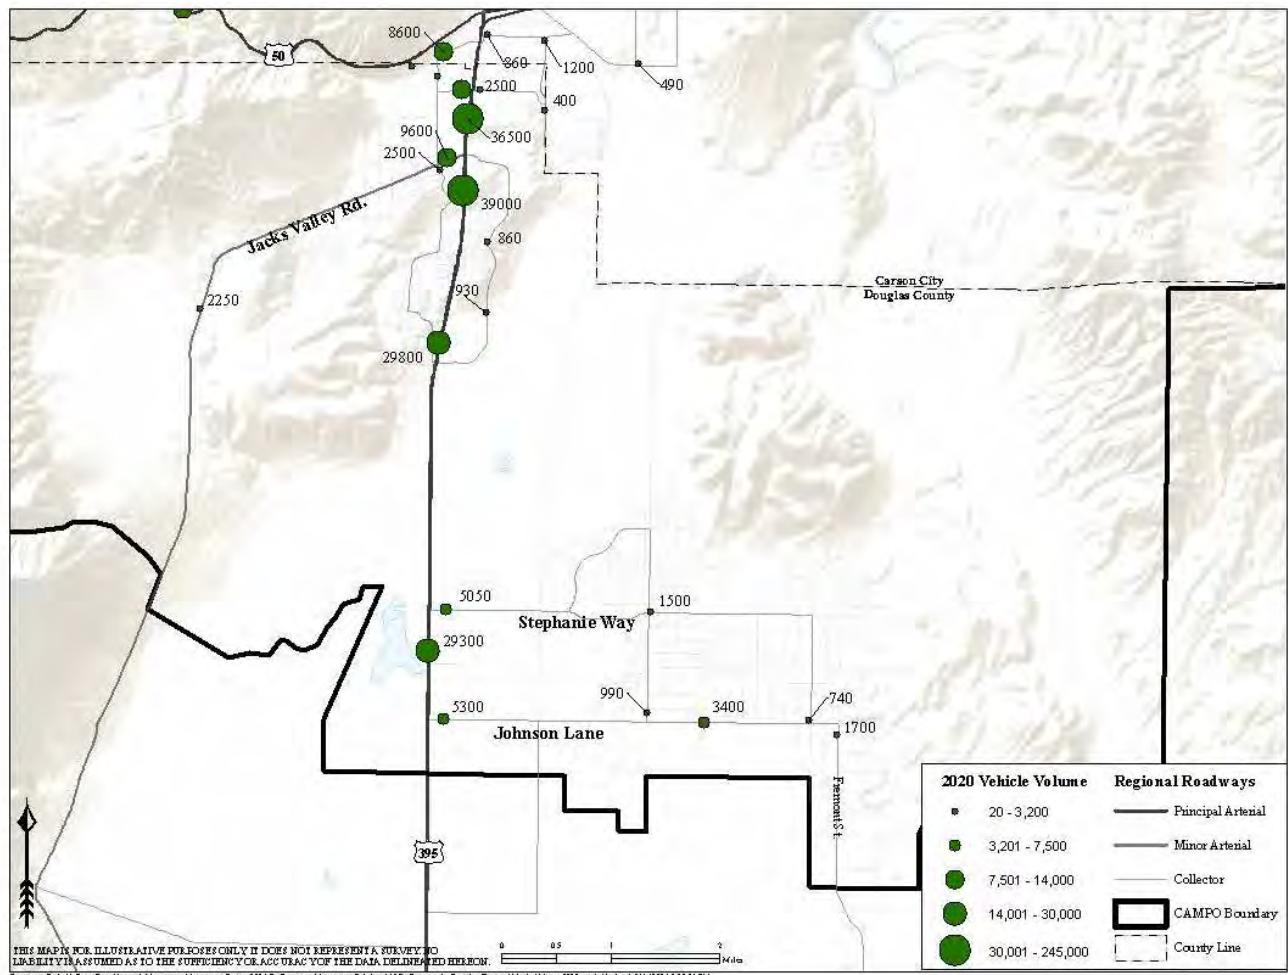 50
8600
860
1200
490
2500
400
36500
9600
2500
39000
Jacks Valley Rd.
860
2250
930
Carson City
Douglas County
29800
5050
1500
Stephanie Way
29300
990
3400
740
5300
1700
Johnson Lane
Fremont St.
395
2020 Vehicle Volume
20 - 3,200
3,201 - 7,500
7,501 - 14,000
14,001 - 30,000
30,001 - 245,000
Regional Roadways
Principal Arterial
Minor Arterial
Collector
CAMPO Boundary
County Line
THIS MAP IS FOR ILLUSTRATIVE PURPOSES ONLY IT DOES NOT REPRESENT A SURVEY NO
LIABILITY IS ASSUMED AS TO THE SUFFICIENCY OR ACCURACY OF THE DATA DELINEATED HEREON.
0 0.5 1 2
Miles